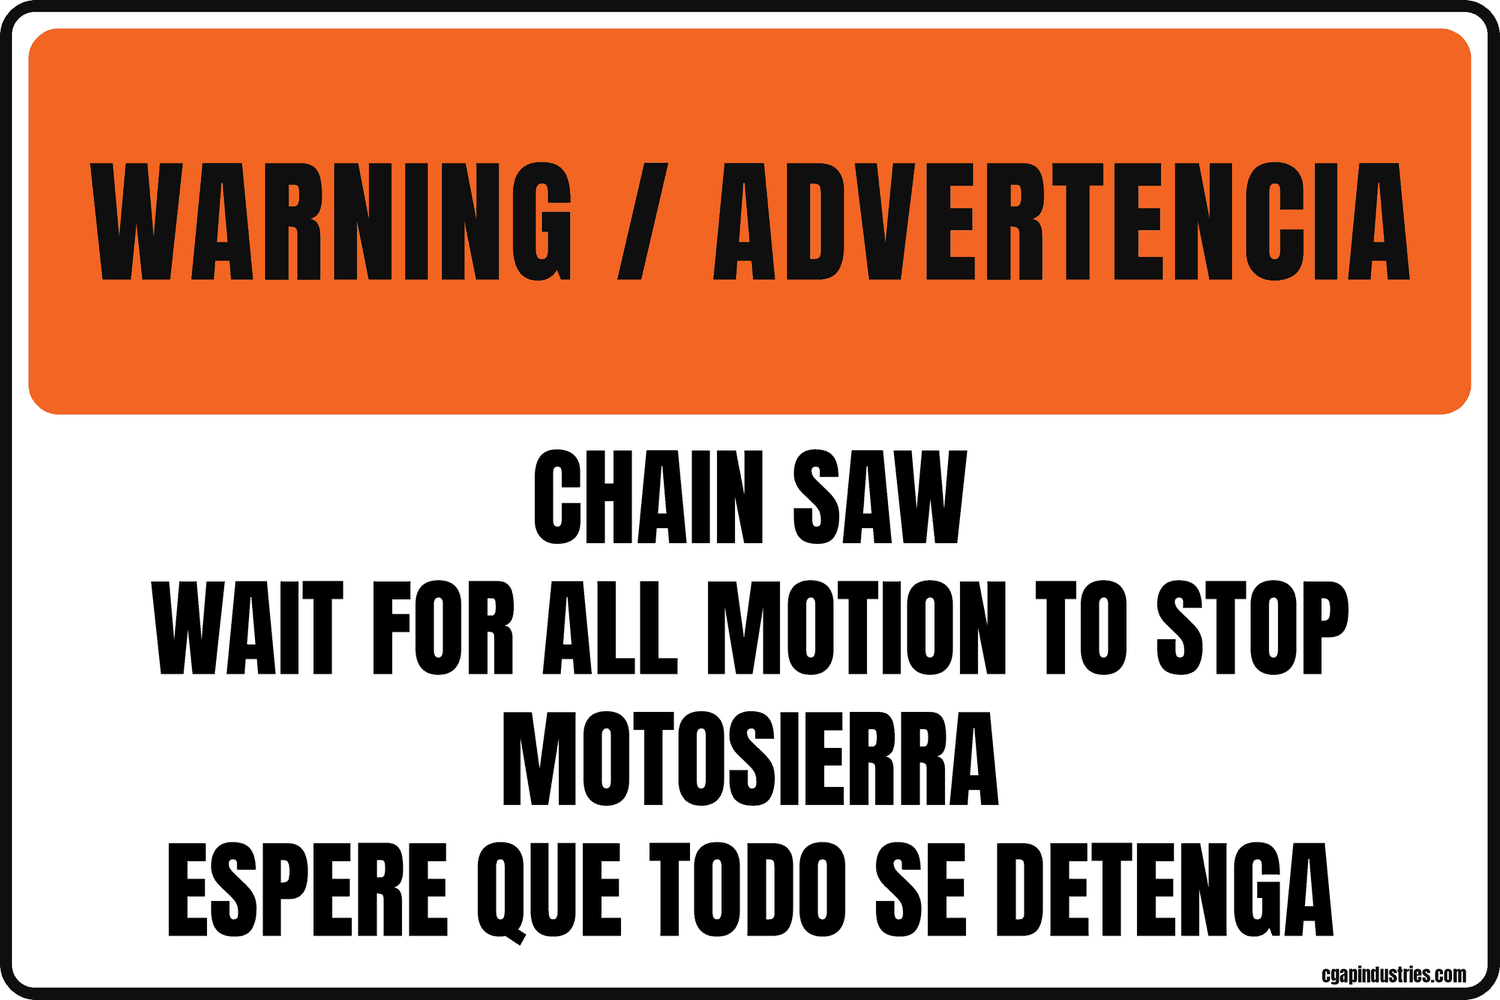 WARNING / ADVERTENCIA
CHAIN SAW
WAIT FOR ALL MOTION TO STOP
MOTOSIERRA
ESPERE QUE TODO SE DETENGA
cgapindustries.com